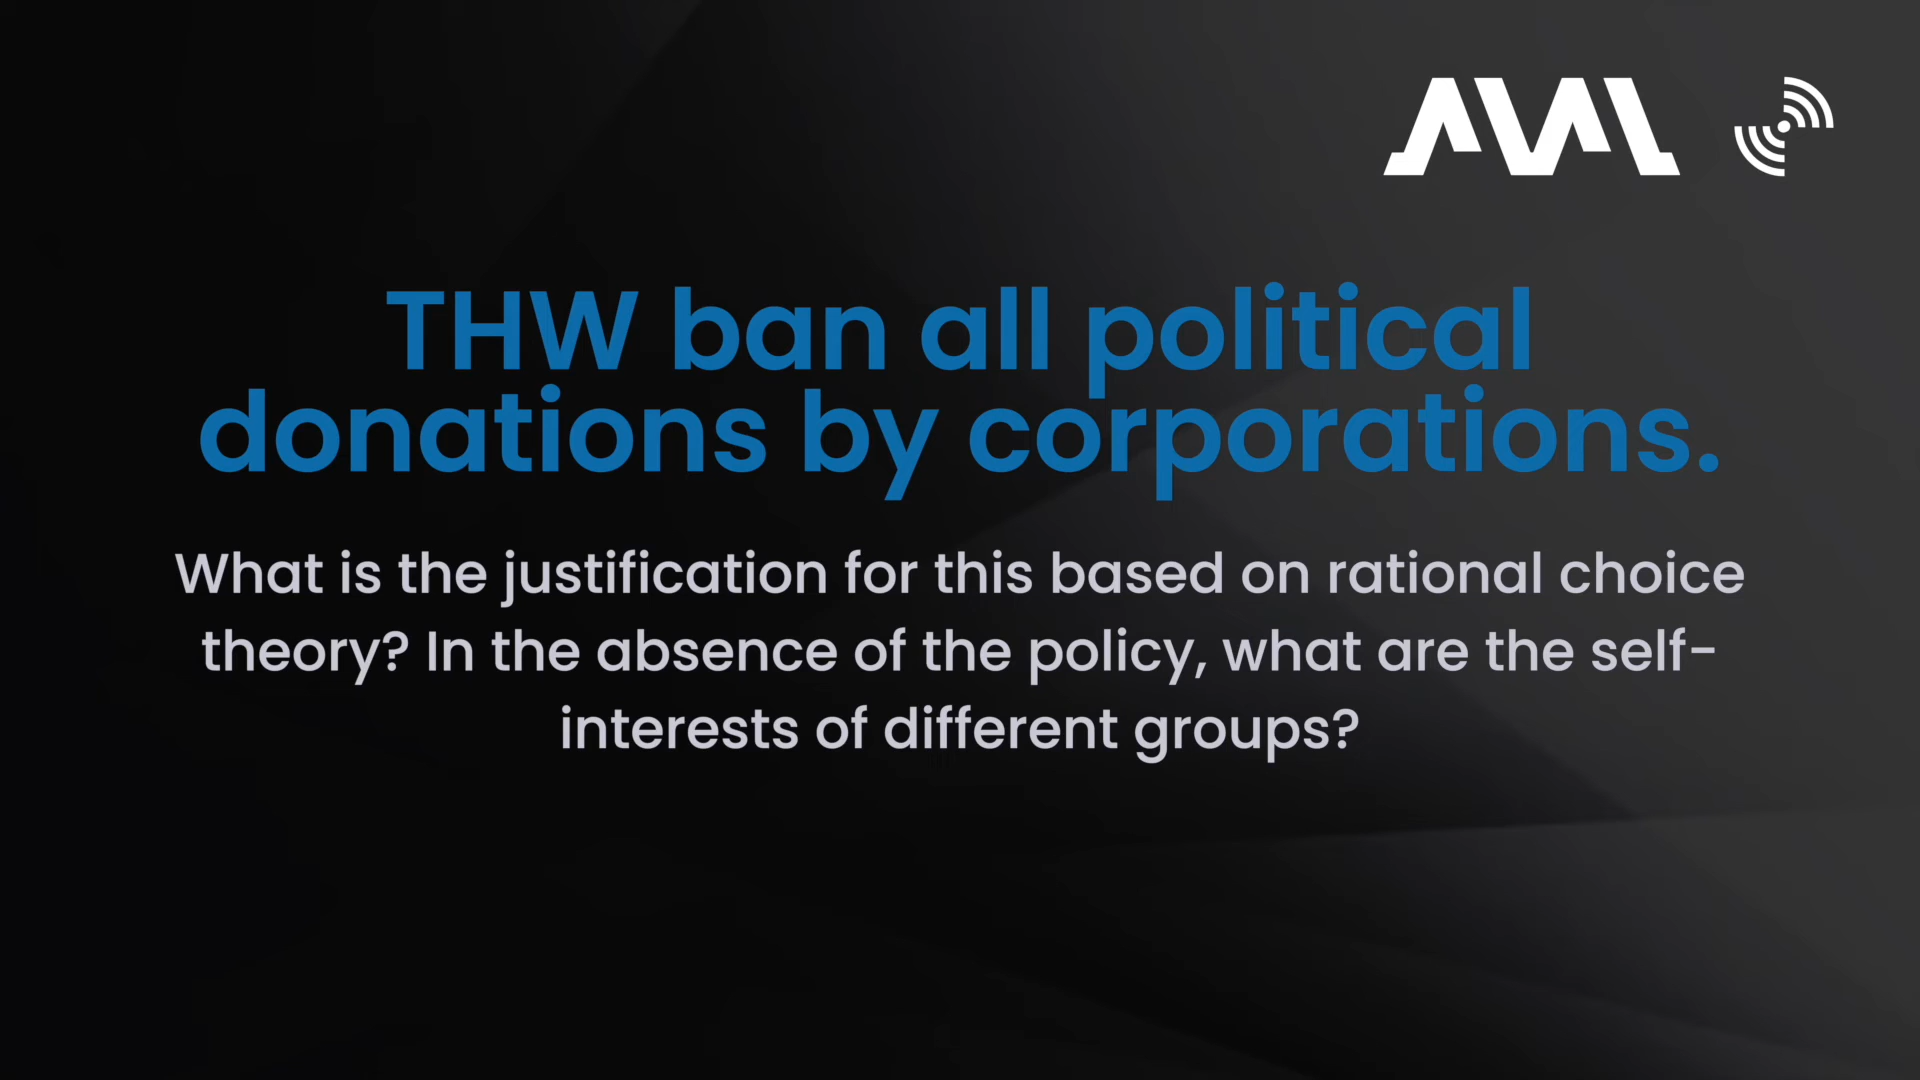 THW ban all political
donations by corporations.
What is the justification for this based on rational choice
theory? In the absence of the policy, what are the self-
interests of different groups?